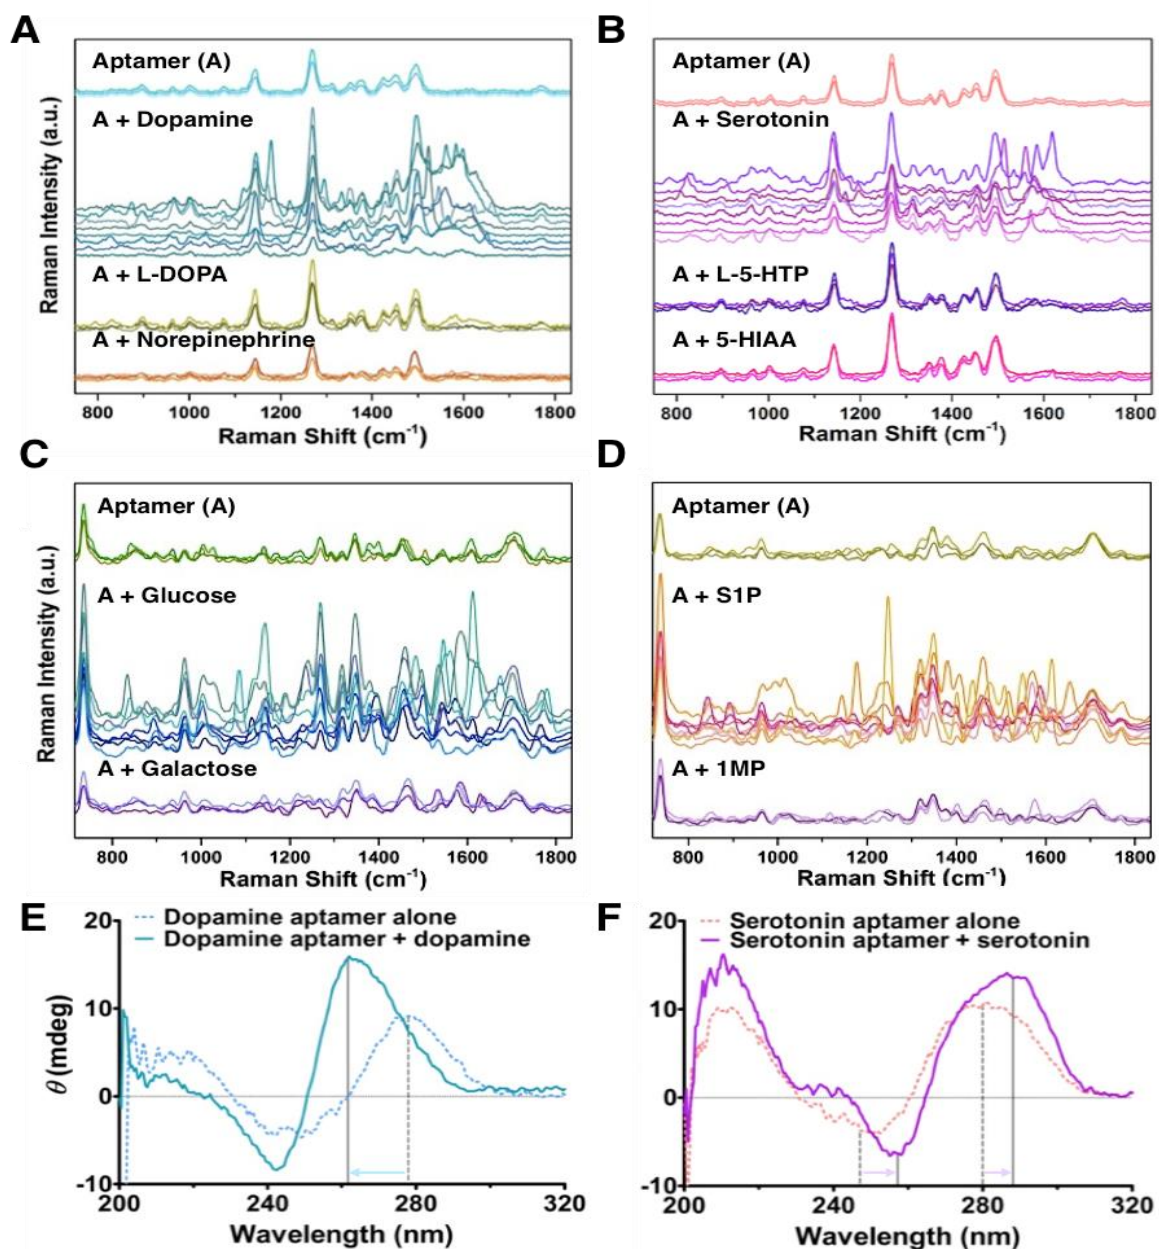 A
Aptamer (A)
A + Dopamine
A + L-DOPA
A + Norepinephrine
Raman Intensity (a.u.)
800 1000 1200 1400 1600 1800
Raman Shift (cm⁻¹)
B
Aptamer (A)
A + Serotonin
A + L-5-HTP
A + 5-HIAA
800 1000 1200 1400 1600 1800
Raman Shift (cm⁻¹)
C
Aptamer (A)
A + Glucose
A + Galactose
Raman Intensity (a.u.)
800 1000 1200 1400 1600 1800
Raman Shift (cm⁻¹)
D
Aptamer (A)
A + S1P
A + 1MP
800 1000 1200 1400 1600 1800
Raman Shift (cm⁻¹)
E
Dopamine aptamer alone
Dopamine aptamer + dopamine
θ (mdeg)
20
10
0
-10
200 240 280 320
Wavelength (nm)
F
Serotonin aptamer alone
Serotonin aptamer + serotonin
20
10
0
-10
200 240 280 320
Wavelength (nm)